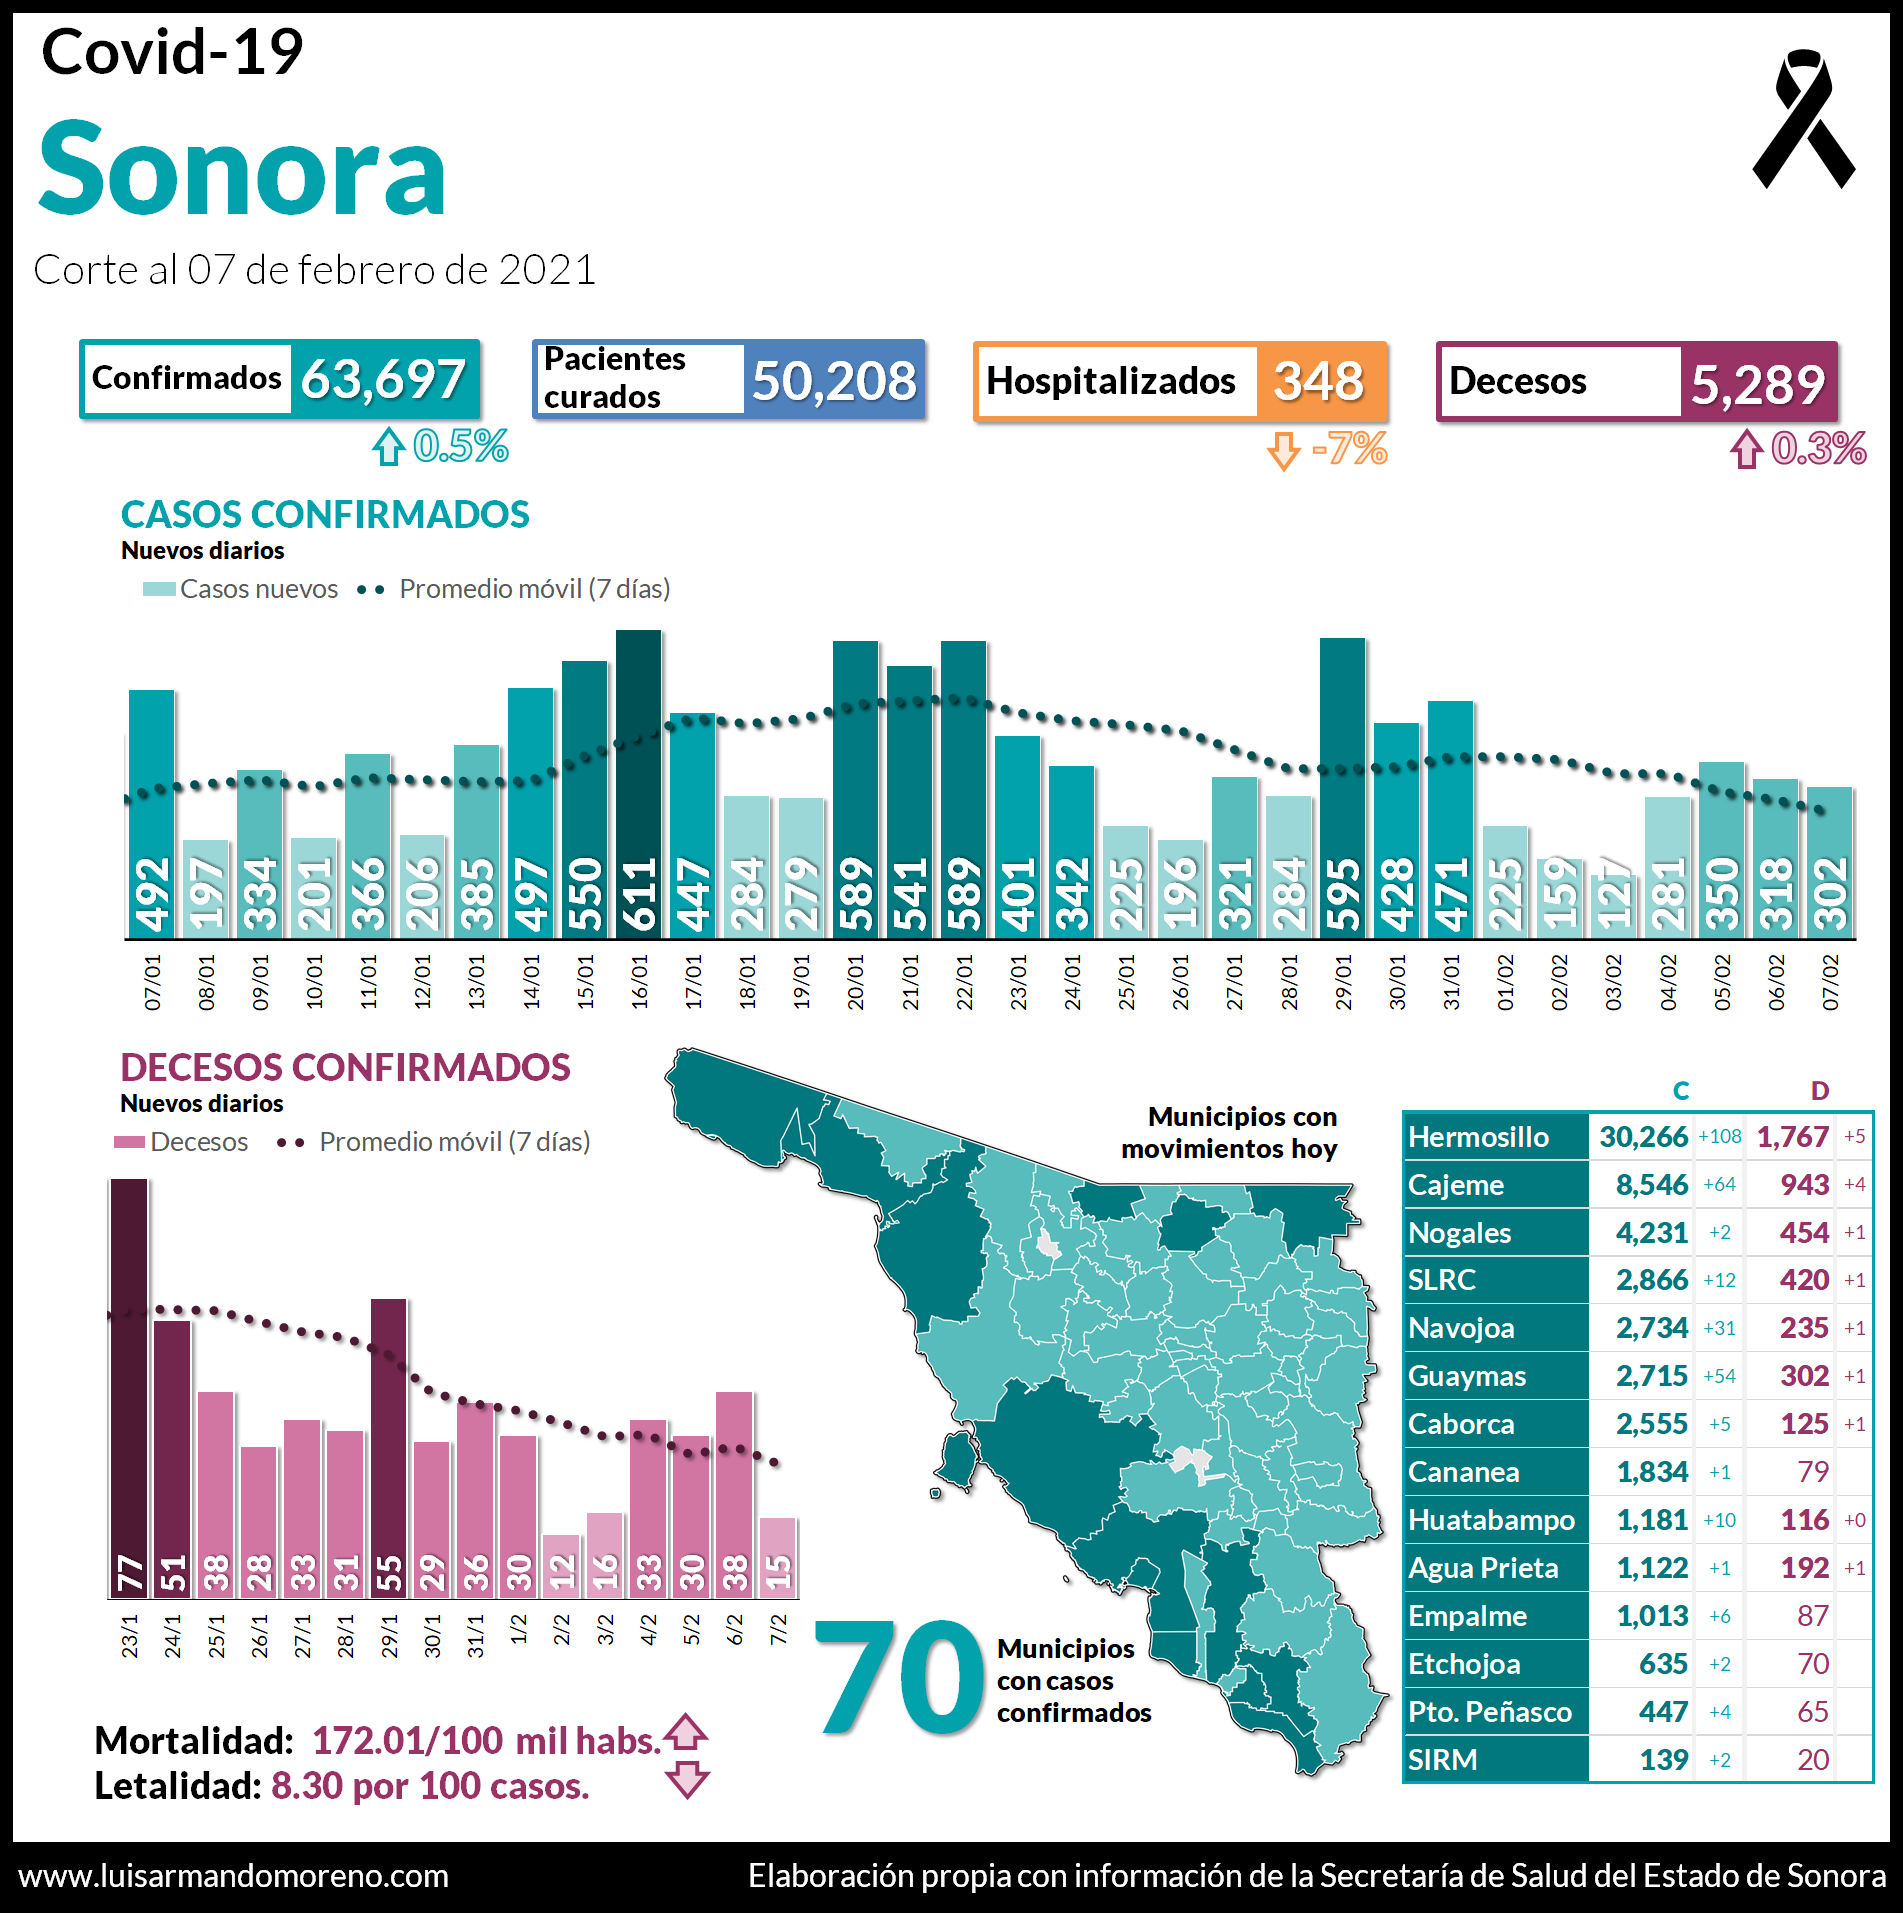 Covid-19
Sonora
Corte al 07 de febrero de 2021
Confirmados 63,697
0.5%
Pacientes curados 50,208
Hospitalizados 348
-7%
Decesos 5,289
0.3%
CASOS CONFIRMADOS
Nuevos diarios
Casos nuevos Promedio móvil (7 días)
492 197 334 201 366 206 385 497 550 611 447 284 279 589 541 589 401 342 225 196 321 284 595 428 471 225 159 127 281 350 318 302
07/01 08/01 09/01 10/01 11/01 12/01 13/01 14/01 15/01 16/01 17/01 18/01 19/01 20/01 21/01 22/01 23/01 24/01 25/01 26/01 27/01 28/01 29/01 30/01 31/01 01/02 02/02 03/02 04/02 05/02 06/02 07/02
DECESOS CONFIRMADOS
Nuevos diarios
Decesos Promedio móvil (7 días)
77 51 38 28 33 31 55 29 36 30 12 16 33 30 38 15
23/1 24/1 25/1 26/1 27/1 28/1 29/1 30/1 31/1 1/2 2/2 3/2 4/2 5/2 6/2 7/2
Mortalidad: 172.01/100 mil habs.
Letalidad: 8.30 por 100 casos.
Municipios con
movimientos hoy
70
Municipios
con casos
confirmados
C D
Hermosillo 30,266 +108 1,767 +5
Cajeme 8,546 +64 943 +4
Nogales 4,231 +2 454 +1
SLRC 2,866 +12 420 +1
Navojoa 2,734 +31 235 +1
Guaymas 2,715 +54 302 +1
Caborca 2,555 +5 125 +1
Cananea 1,834 +1 79
Huatabampo 1,181 +10 116 +0
Agua Prieta 1,122 +1 192 +1
Empalme 1,013 +6 87
Etchojoa 635 +2 70
Pto. Peñasco 447 +4 65
SIRM 139 +2 20
www.luisarmandomoreno.com
Elaboración propia con información de la Secretaría de Salud del Estado de Sonora